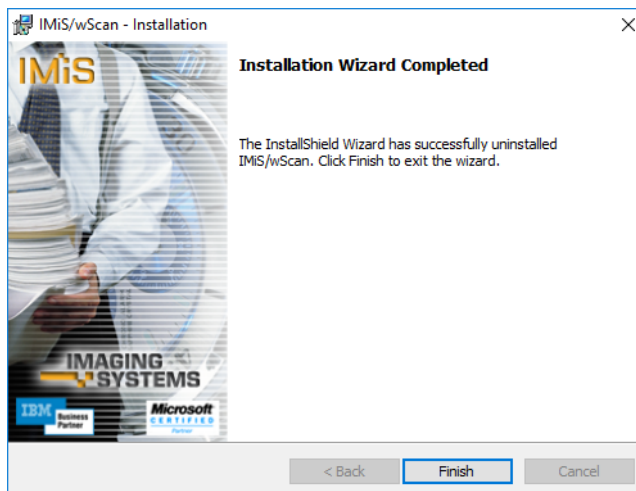 IMiS/wScan - Installation
IMiS
Installation Wizard Completed
The InstallShield Wizard has successfully uninstalled
IMiS/wScan. Click Finish to exit the wizard.
IMAGING
SYSTEMS
IBM Business
Partner
Microsoft
CERTIFIED
Partner
< Back
Finish
Cancel